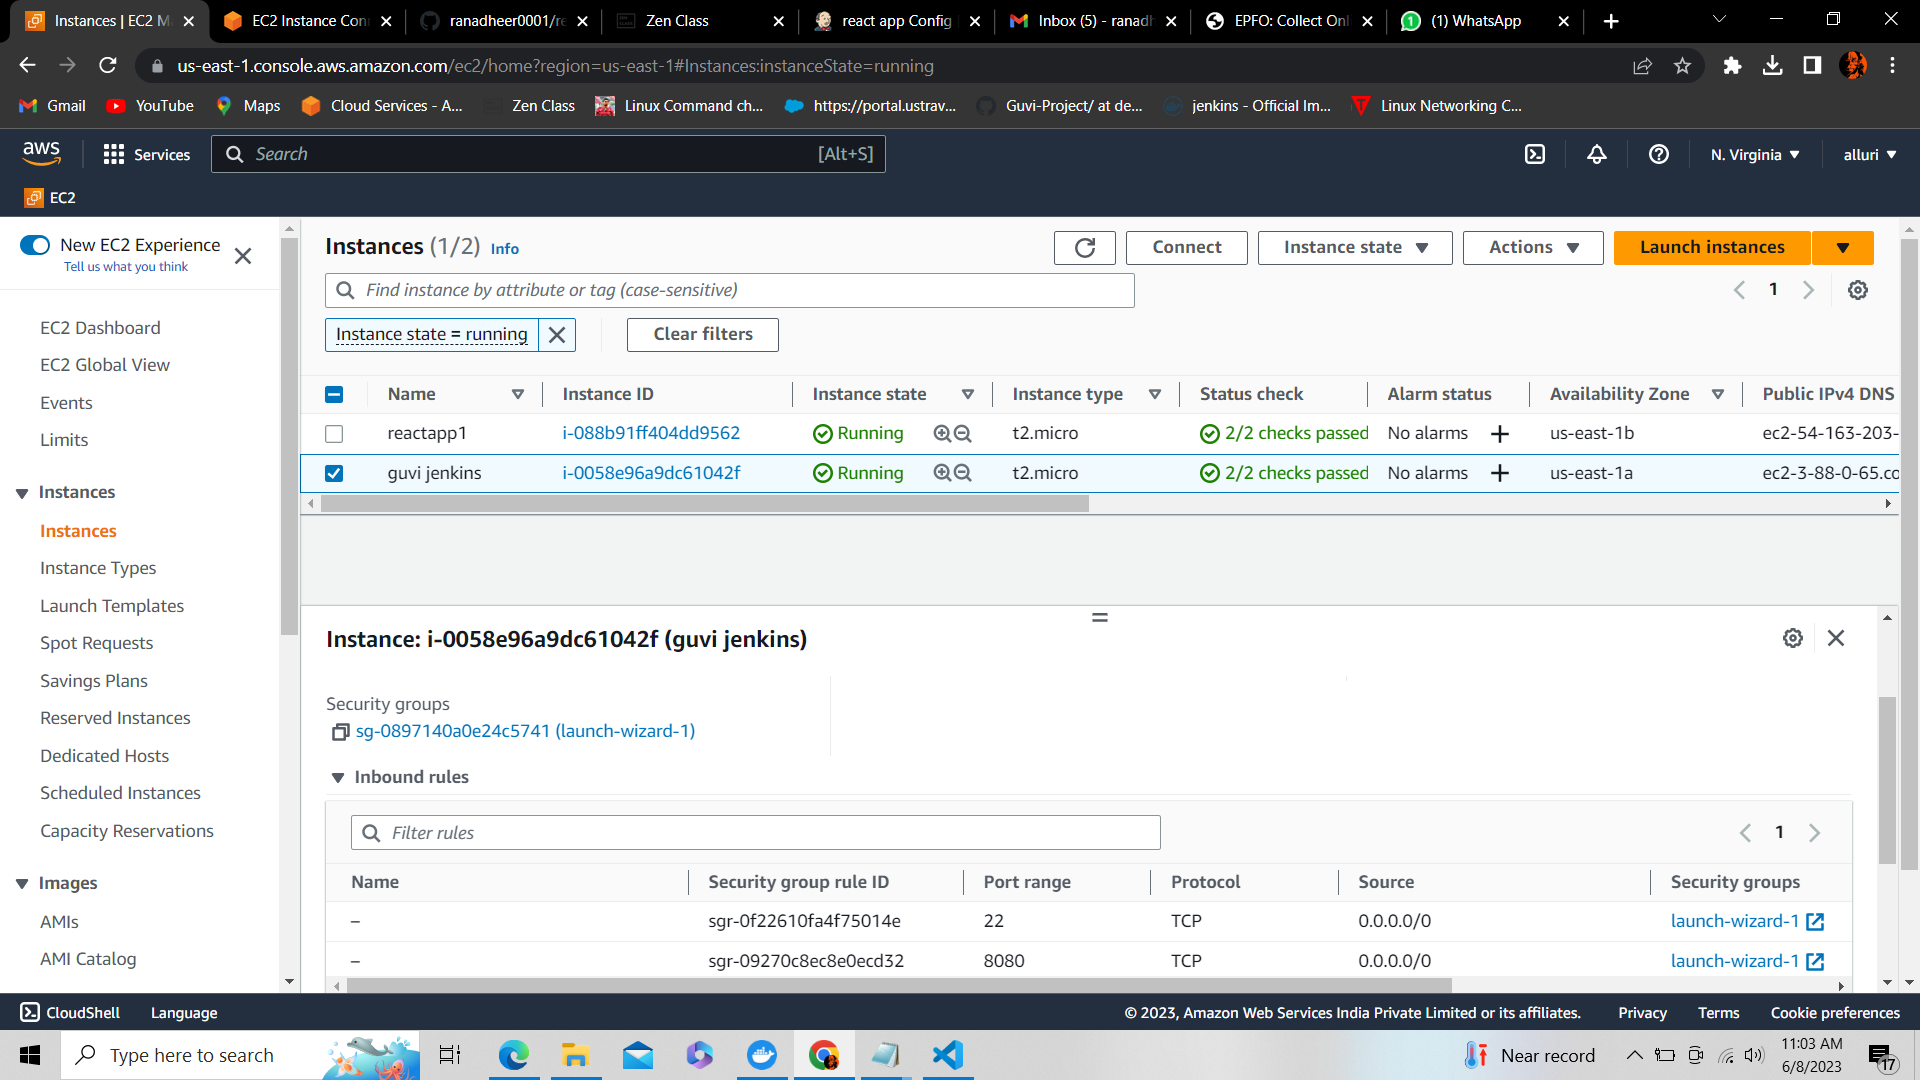 Instances | EC2 M
EC2 Instance Con
ranadheer0001/re
Zen Class
react app Config
Inbox (5) - ranadh
EPFO: Collect Onl
(1) WhatsApp
us-east-1.console.aws.amazon.com/ec2/home?region=us-east-1#Instances:instanceState=running
Gmail
YouTube
Maps
Cloud Services - A...
Zen Class
Linux Command ch...
https://portal.ustrav...
Guvi-Project/ at de...
jenkins - Official Im...
Linux Networking C...
aws
Services
Search
[Alt+S]
N. Virginia
alluri
EC2
New EC2 Experience
Tell us what you think
EC2 Dashboard
EC2 Global View
Events
Limits
Instances
Instances
Instance Types
Launch Templates
Spot Requests
Savings Plans
Reserved Instances
Dedicated Hosts
Scheduled Instances
Capacity Reservations
Images
AMIs
AMI Catalog
Instances (1/2) Info
Connect
Instance state
Actions
Launch instances
Find instance by attribute or tag (case-sensitive)
1
Instance state = running
Clear filters
Name Instance ID Instance state Instance type Status check Alarm status Availability Zone Public IPv4 DNS
reactapp1 i-088b91ff404dd9562 Running t2.micro 2/2 checks passed No alarms + us-east-1b ec2-54-163-203-
guvi jenkins i-0058e96a9dc61042f Running t2.micro 2/2 checks passed No alarms + us-east-1a ec2-3-88-0-65.co
Instance: i-0058e96a9dc61042f (guvi jenkins)
Security groups
sg-0897140a0e24c5741 (launch-wizard-1)
Inbound rules
Filter rules
1
Name Security group rule ID Port range Protocol Source Security groups
– sgr-0f22610fa4f75014e 22 TCP 0.0.0.0/0 launch-wizard-1
– sgr-09270c8ec8e0ecd32 8080 TCP 0.0.0.0/0 launch-wizard-1
CloudShell
Language
© 2023, Amazon Web Services India Private Limited or its affiliates.
Privacy
Terms
Cookie preferences
Type here to search
Near record
11:03 AM
6/8/2023
17